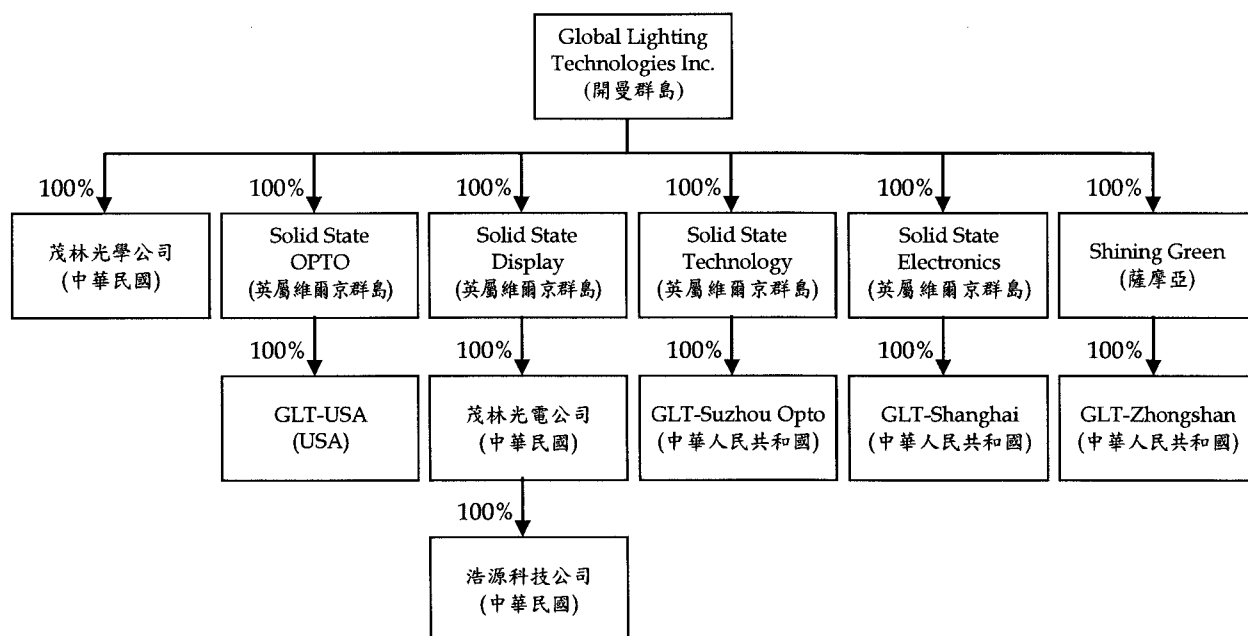 Global Lighting
Technologies Inc.
(開曼群島)
100%
100%
100%
100%
100%
100%
茂林光學公司
(中華民國)
Solid State
OPTO
(英屬維爾京群島)
Solid State
Display
(英屬維爾京群島)
Solid State
Technology
(英屬維爾京群島)
Solid State
Electronics
(英屬維爾京群島)
Shining Green
(薩摩亞)
100%
100%
100%
100%
100%
GLT-USA
(USA)
茂林光電公司
(中華民國)
GLT-Suzhou Opto
(中華人民共和國)
GLT-Shanghai
(中華人民共和國)
GLT-Zhongshan
(中華人民共和國)
100%
浩源科技公司
(中華民國)